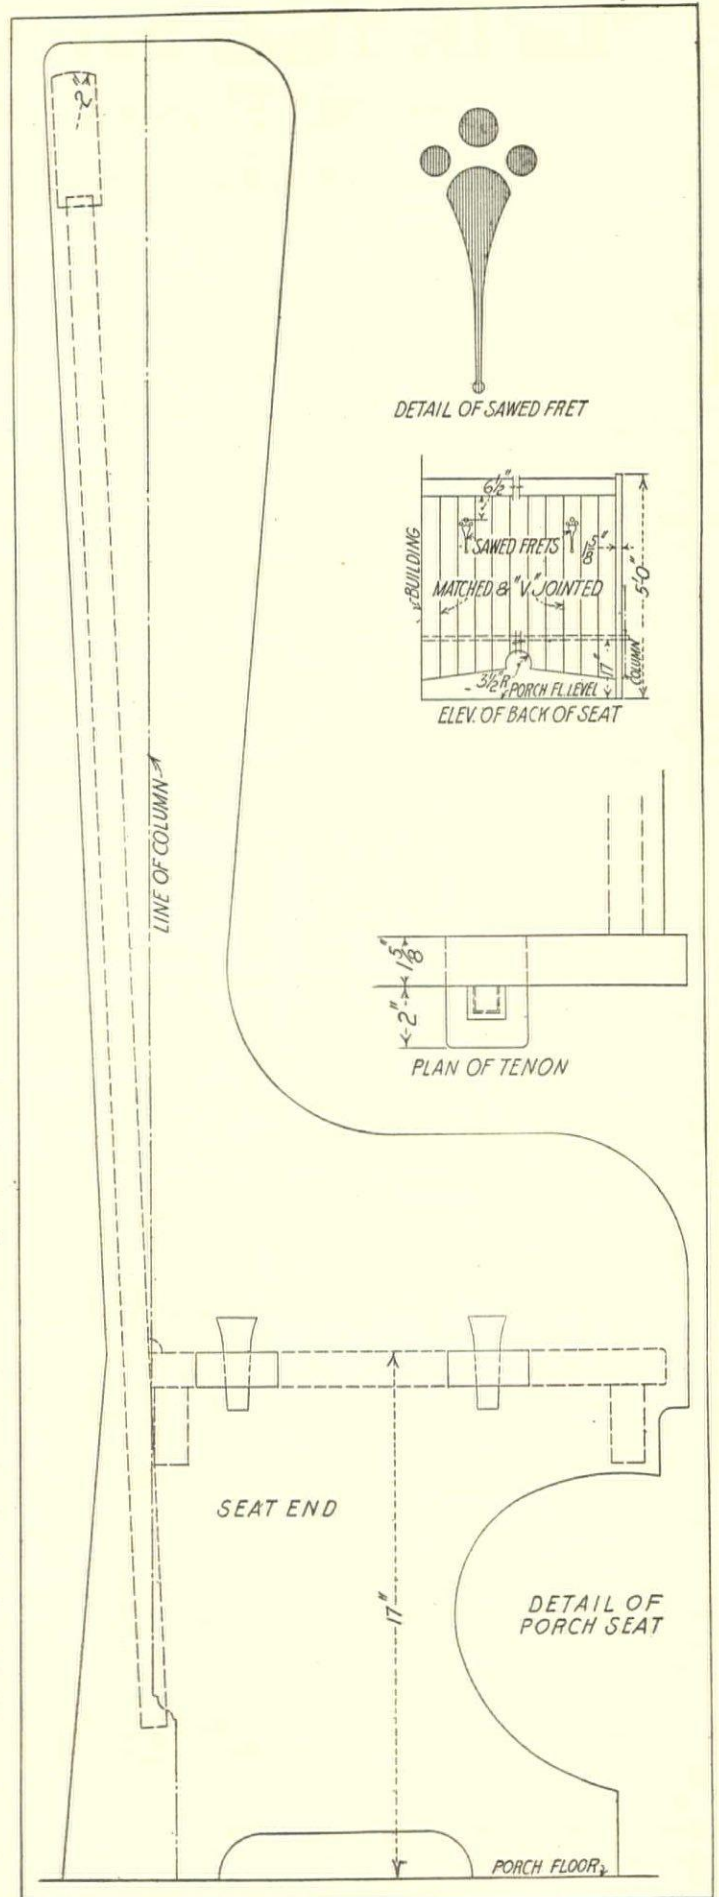 2"
DETAIL OF SAWED FRET
6½"
SAWED FRETS
1⅝"
BUILDING
5'0"
MATCHED & "V" JOINTED
17"
COLUMN
3½"R
PORCH FL. LEVEL
ELEV. OF BACK OF SEAT
LINE OF COLUMN
1⅝"
2"
PLAN OF TENON
SEAT END
17"
DETAIL OF
PORCH SEAT
PORCH FLOOR